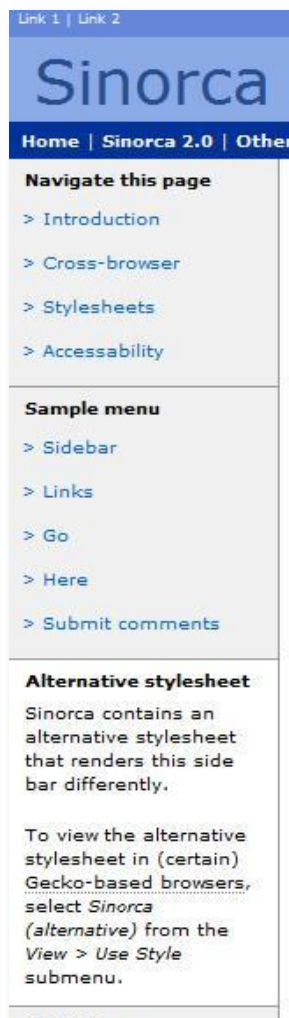 Link 1 | Link 2
Sinorca
Home | Sinorca 2.0 |
Navigate this page
> Introduction
> Cross-browser
> Stylesheets
> Accessability
Sample menu
> Sidebar
> Links
> Go
> Here
> Submit comments
Alternative stylesheet
Sinorca contains an
alternative stylesheet
that renders this side
bar differently.
To view the alternative
stylesheet in (certain)
Gecko-based browsers,
select Sinorca
(alternative) from the
View > Use Style
submenu.